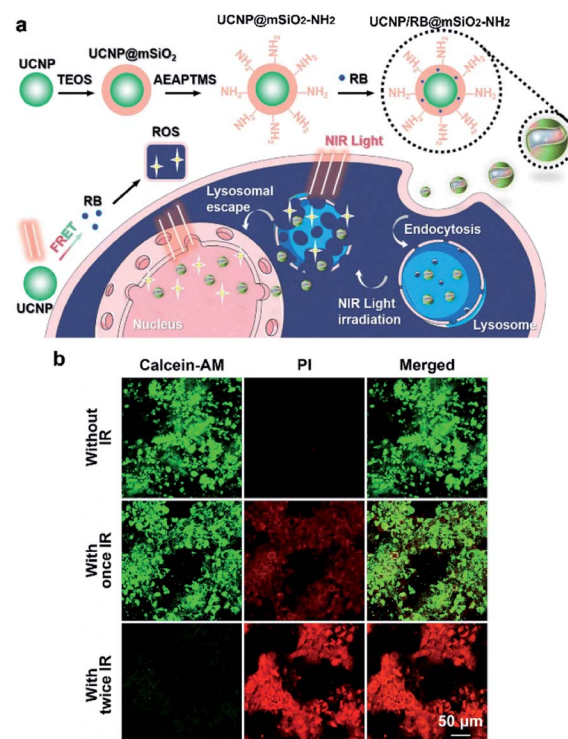 a
UCNP@mSiO2-NH2
UCNP/RB@mSiO2-NH2
UCNP@mSiO2
UCNP
TEOS
AEAPTMS
RB
NH2 NH2 NH2
NH2 NH2
NH2 NH2
NH2
NH2 NH2 NH2
NH2 NH2
NH2 NH2
NH2
ROS
NIR Light
RB
FRET
UCNP
Lysosomal
escape
Endocytosis
NIR Light
irradiation
Lysosome
Nucleus
b
Calcein-AM PI Merged
Without
IR
With
once IR
With
twice IR
50 μm